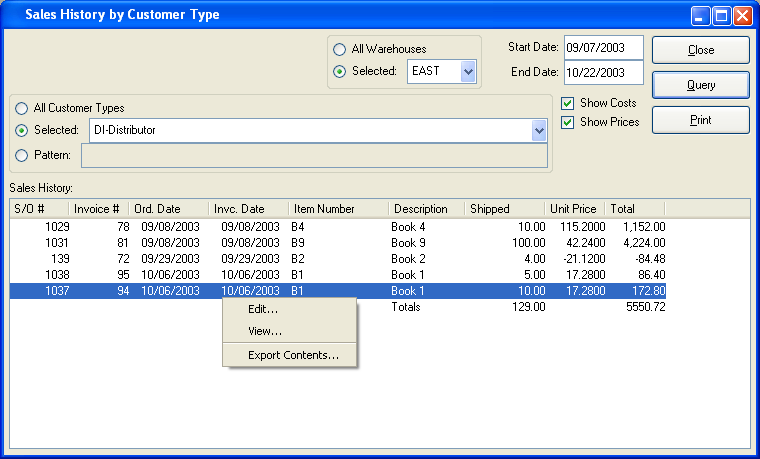 Sales History by Customer Type
All Warehouses
Selected: EAST
Start Date: 09/07/2003
End Date: 10/22/2003
Close
Query
Print
All Customer Types
Selected: DI-Distributor
Pattern:
Show Costs
Show Prices
Sales History:
S/O # Invoice # Ord. Date Invc. Date Item Number Description Shipped Unit Price Total
1029 78 09/08/2003 09/08/2003 B4 Book 4 10.00 115.2000 1,152.00
1031 81 09/08/2003 09/08/2003 B9 Book 9 100.00 42.2400 4,224.00
139 72 09/29/2003 09/29/2003 B2 Book 2 4.00 -21.1200 -84.48
1038 95 10/06/2003 10/06/2003 B1 Book 1 5.00 17.2800 86.40
1037 94 10/06/2003 10/06/2003 B1 Book 1 10.00 17.2800 172.80
Totals 129.00 5550.72
Edit...
View...
Export Contents...